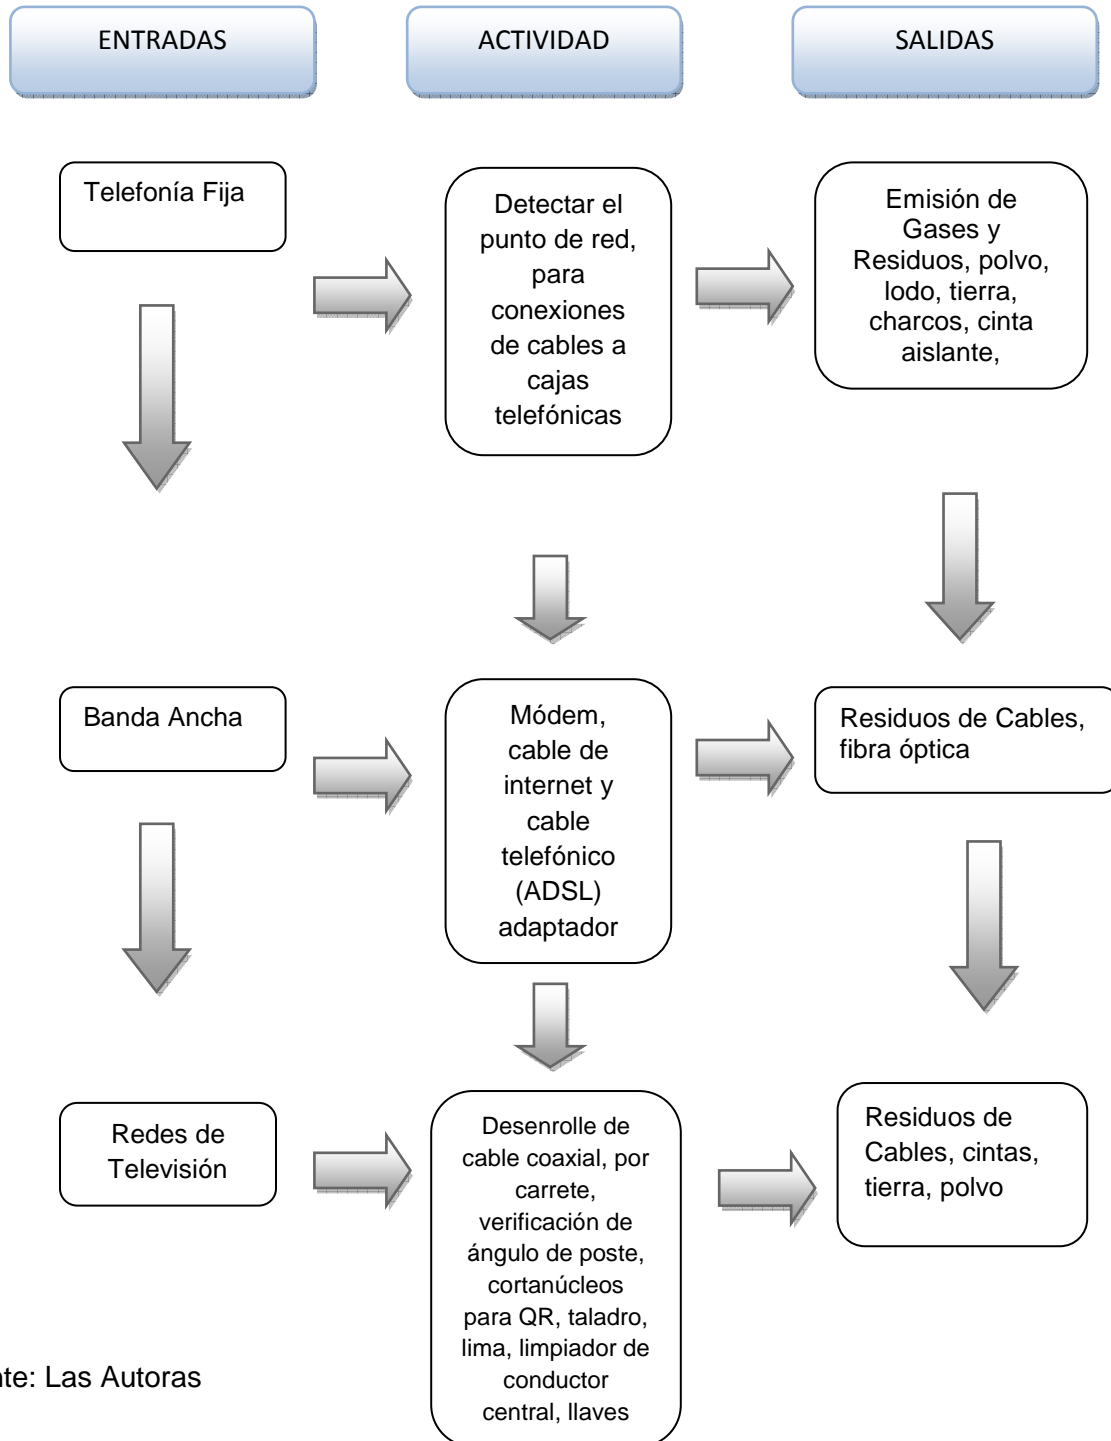 ENTRADAS
ACTIVIDAD
SALIDAS
Telefonía Fija
Detectar el
punto de red,
para
conexiones
de cables a
cajas
telefónicas
Emisión de
Gases y
Residuos, polvo,
lodo, tierra,
charcos, cinta
aislante,
Banda Ancha
Módem,
cable de
internet y
cable
telefónico
(ADSL)
adaptador
Residuos de Cables,
fibra óptica
Redes de
Televisión
Desenrolle de
cable coaxial, por
carrete,
verificación de
ángulo de poste,
cortanúcleos
para QR, taladro,
lima, limpiador de
conductor
central, llaves
Residuos de
Cables, cintas,
tierra, polvo
nte: Las Autoras